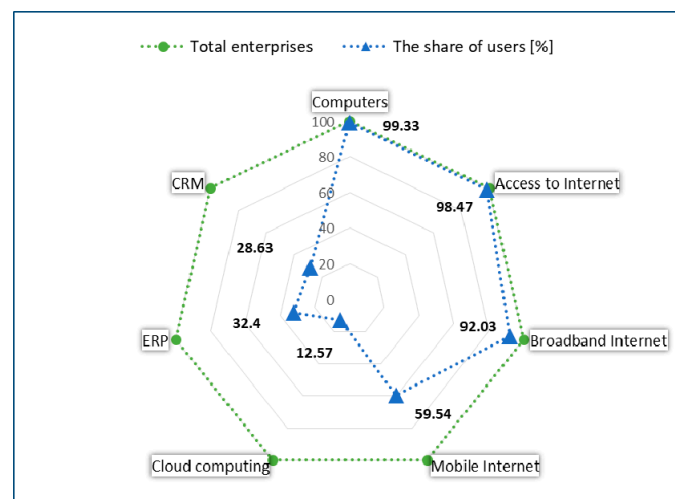 Total enterprises
The share of users [%]
Computers
100
99.33
80
CRM
Access to Internet
60
98.47
40
28.63
20
0
32.4
92.03
ERP
Broadband Internet
12.57
59.54
Cloud computing
Mobile Internet